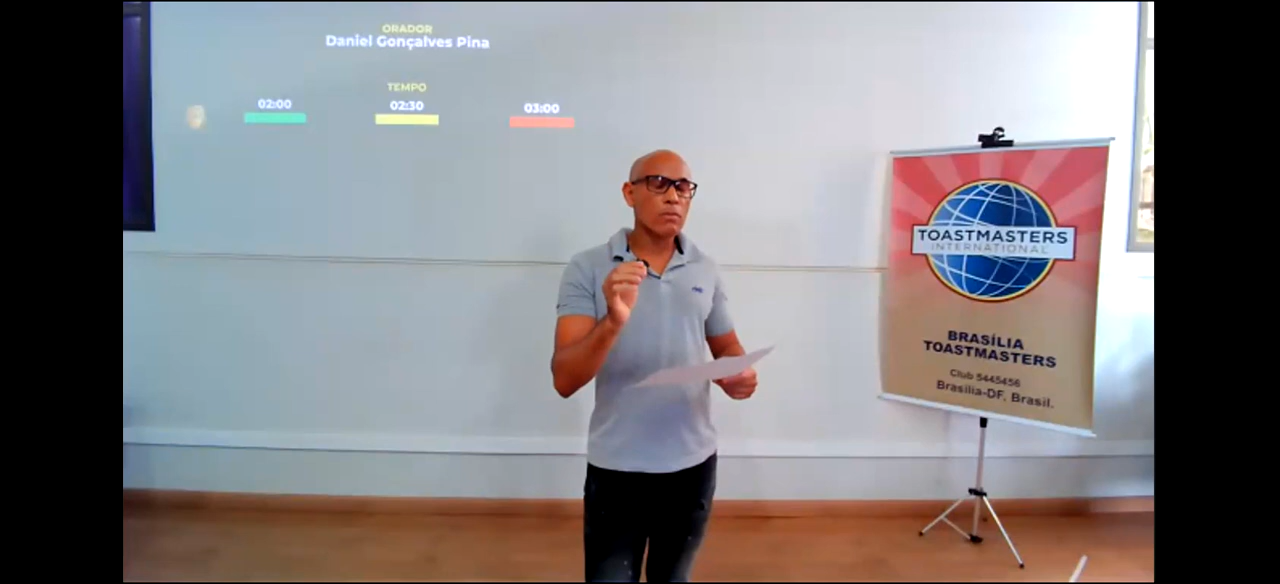 ORADOR
Daniel Gonçalves Pina
TEMPO
02:00
02:30
03:00
TOASTMASTERS
INTERNATIONAL
BRASÍLIA
TOASTMASTERS
Club 5445456
Brasília-DF, Brasil.